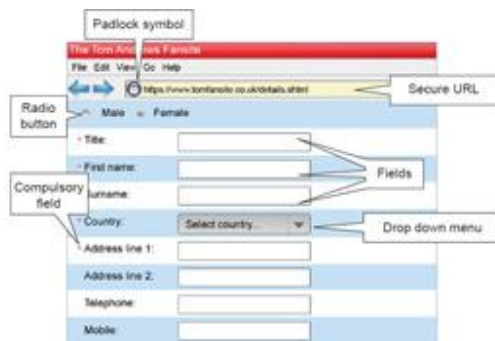 Padlock symbol
The Tom Andrews Fansite
File Edit View Go Help
https://www.tomfansite.co.uk/details.shtml
Secure URL
Radio button
Male Female
* Title:
* First name:
Fields
Surname:
Compulsory field
* Country:
Select country...
Drop down menu
* Address line 1:
Address line 2:
Telephone:
Mobile: